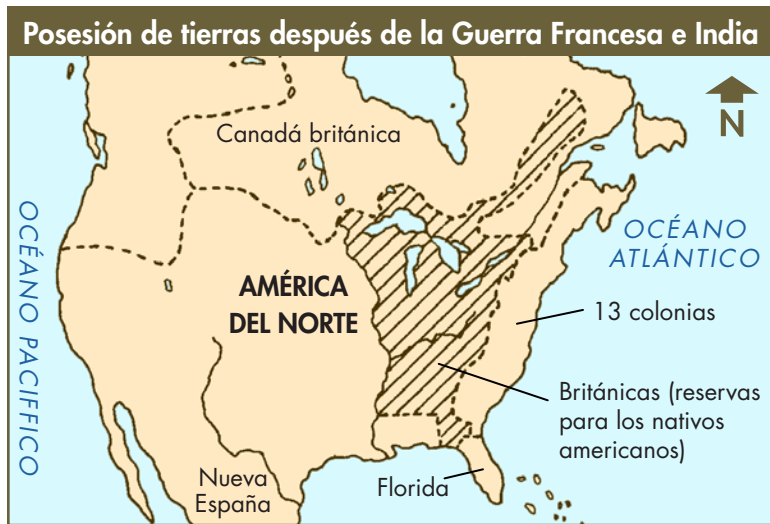 Posesión de tierras después de la Guerra Francesa e India
N
Canadá británica
OCÉANO PACIFFICO
OCÉANO
ATLÁNTICO
AMÉRICA
DEL NORTE
13 colonias
Británicas (reservas
para los nativos
americanos)
Nueva
España
Florida